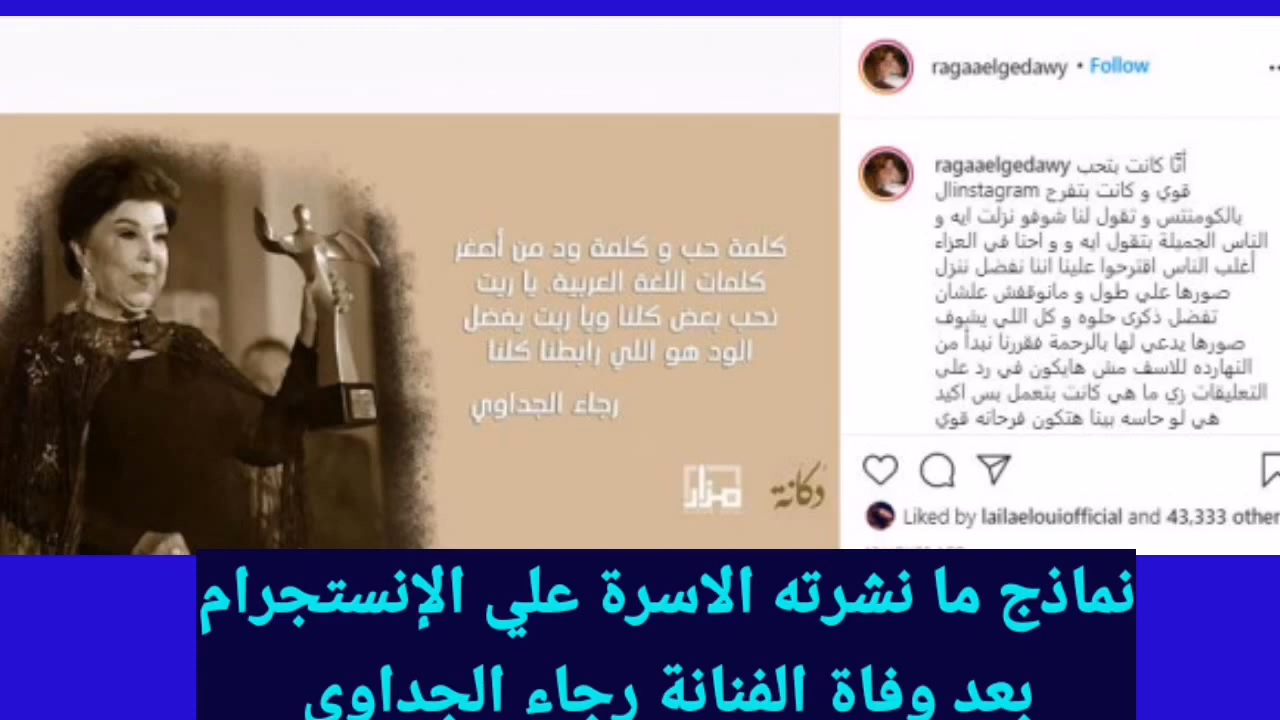 ragaaelgedawy • Follow
كلمة حب و كلمة ود من أصغر
كلمات اللغة العربية، يا ريت
نحب بعض كلنا ويا ريت يفضل
الود هو اللي رابطنا كلنا
رجاء الجداوي
مزار
دكانة
ragaaelgedawy أنّا كانت بتحب
قوي و كانت بتفرح instagramال
بالكومنتس و تقول لنا شوفو نزلت ايه و
الناس الجميلة بتقول ايه و و احنا في العزاء
أغلب الناس اقترحوا علينا اننا نفضل ننزل
صورها علي طول و مانوقفش علشان
تفضل ذكرى حلوه و كل اللي يشوف
صورها يدعي لها بالرحمة فقررنا نبدأ من
النهارده للاسف مش هايكون في رد على
التعليقات زي ما هي كانت بتعمل بس اكيد
هي لو حاسه بينا هتكون فرحانه قوي
Liked by lailaelouiofficial and 43,333 other
نماذج ما نشرته الاسرة علي الإنستجرام
بعد وفاة الفنانة رجاء الجداوي